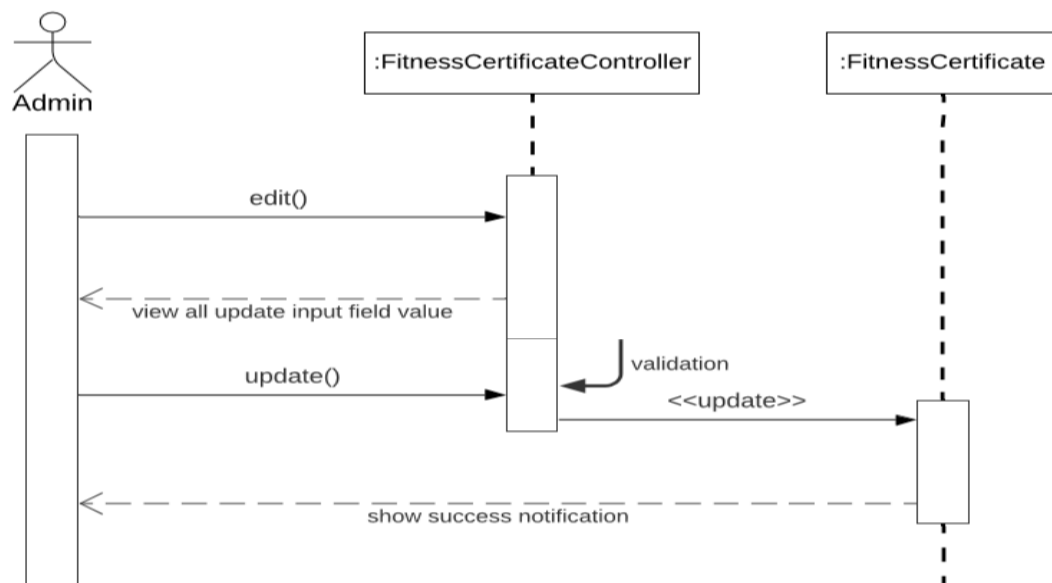 :FitnessCertificateController
:FitnessCertificate
Admin
edit()
view all update input field value
validation
update()
<<update>>
show success notification